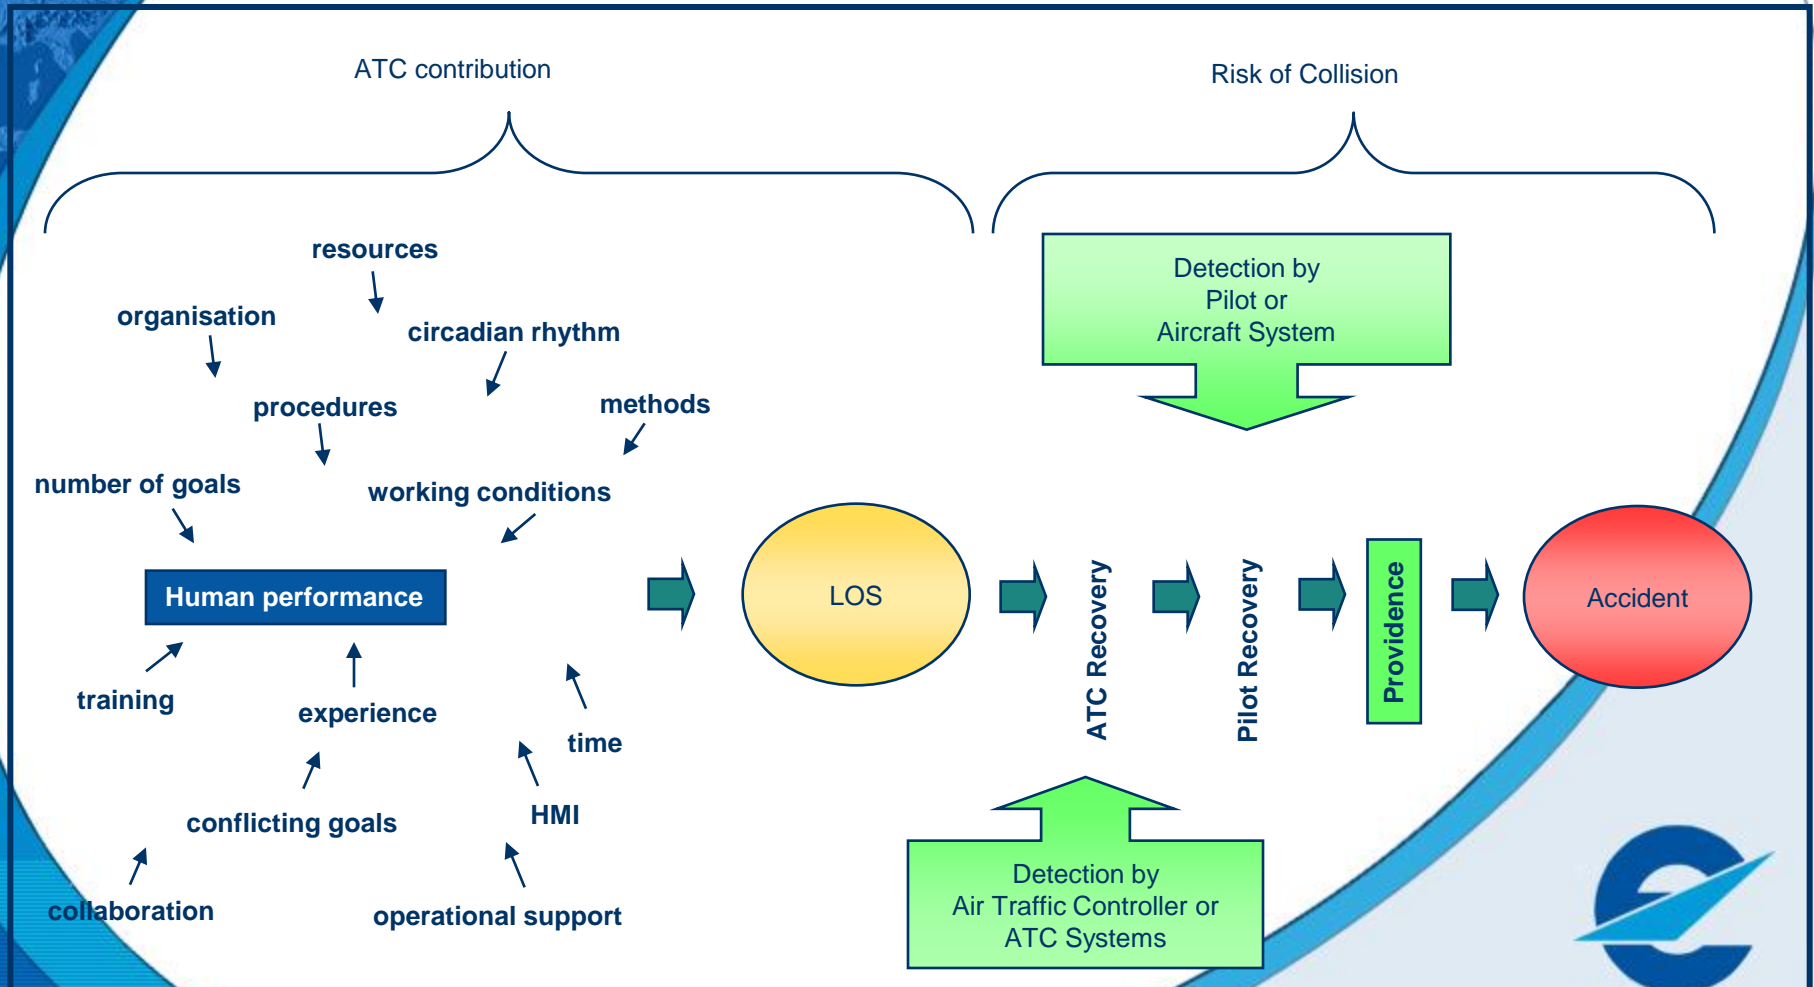 ATC contribution
Risk of Collision
resources
organisation
circadian rhythm
procedures
methods
number of goals
working conditions
Human performance
training
experience
time
conflicting goals
HMI
collaboration
operational support
LOS
Detection by
Pilot or
Aircraft System
ATC Recovery
Pilot Recovery
Providence
Accident
Detection by
Air Traffic Controller or
ATC Systems